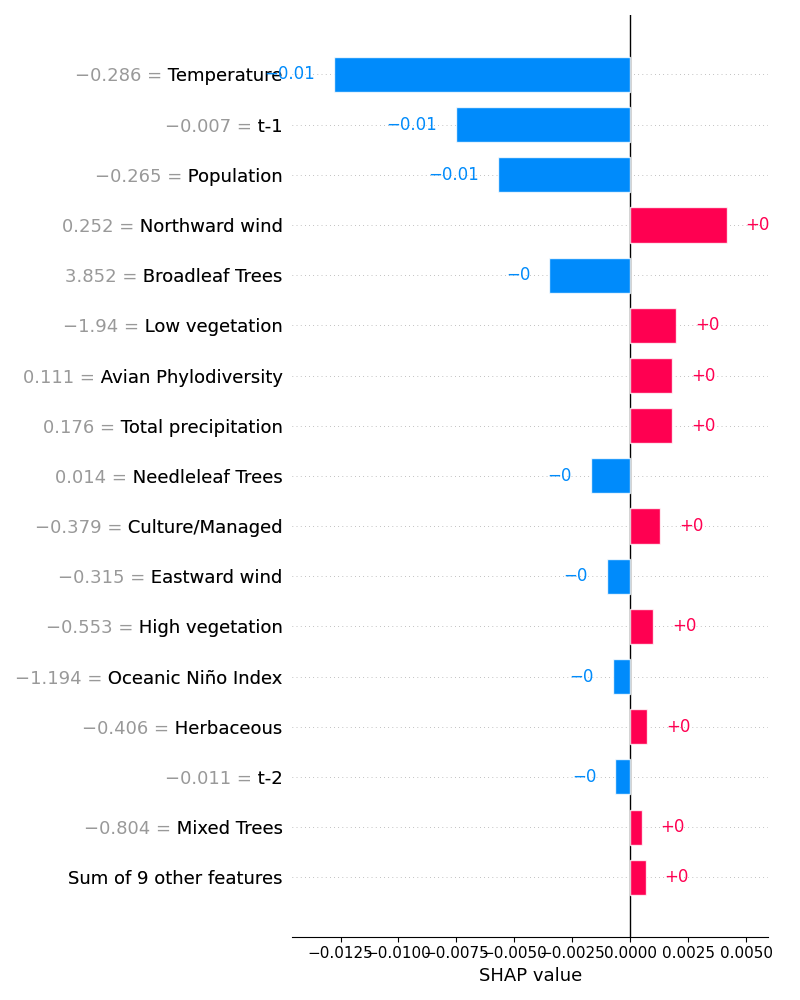 −0.286 = Temperature −0.01
−0.007 = t-1 −0.01
−0.265 = Population −0.01
0.252 = Northward wind +0
3.852 = Broadleaf Trees −0
−1.94 = Low vegetation +0
0.111 = Avian Phylodiversity +0
0.176 = Total precipitation +0
0.014 = Needleleaf Trees −0
−0.379 = Culture/Managed +0
−0.315 = Eastward wind −0
−0.553 = High vegetation +0
−1.194 = Oceanic Niño Index −0
−0.406 = Herbaceous +0
−0.011 = t-2 −0
−0.804 = Mixed Trees +0
Sum of 9 other features +0
−0.0125 −0.0100 −0.0075 −0.0050 −0.0025 0.0000 0.0025 0.0050
SHAP value